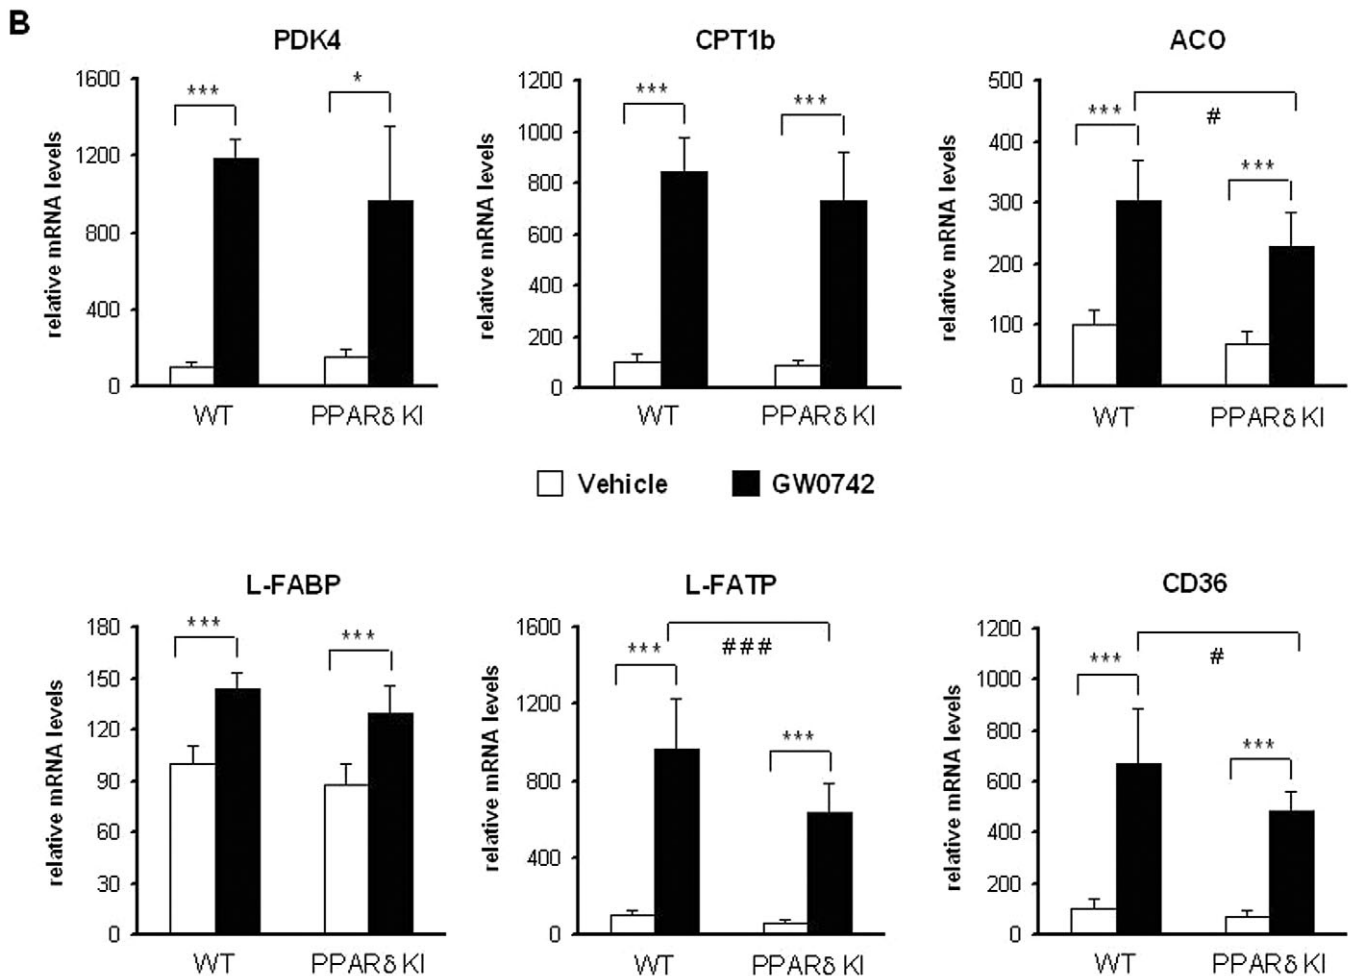 B
PDK4
relative mRNA levels
1600
1200
800
400
0
***
*
WT
PPARδ KI
CPT1b
relative mRNA levels
1200
1000
800
600
400
200
0
***
***
WT
PPARδ KI
ACO
relative mRNA levels
500
400
300
200
100
0
***
#
***
WT
PPARδ KI
Vehicle
GW0742
L-FABP
relative mRNA levels
180
150
120
90
60
30
0
***
***
WT
PPARδ KI
L-FATP
relative mRNA levels
1600
1200
800
400
0
***
###
***
WT
PPARδ KI
CD36
relative mRNA levels
1200
1000
800
600
400
200
0
***
#
***
WT
PPARδ KI